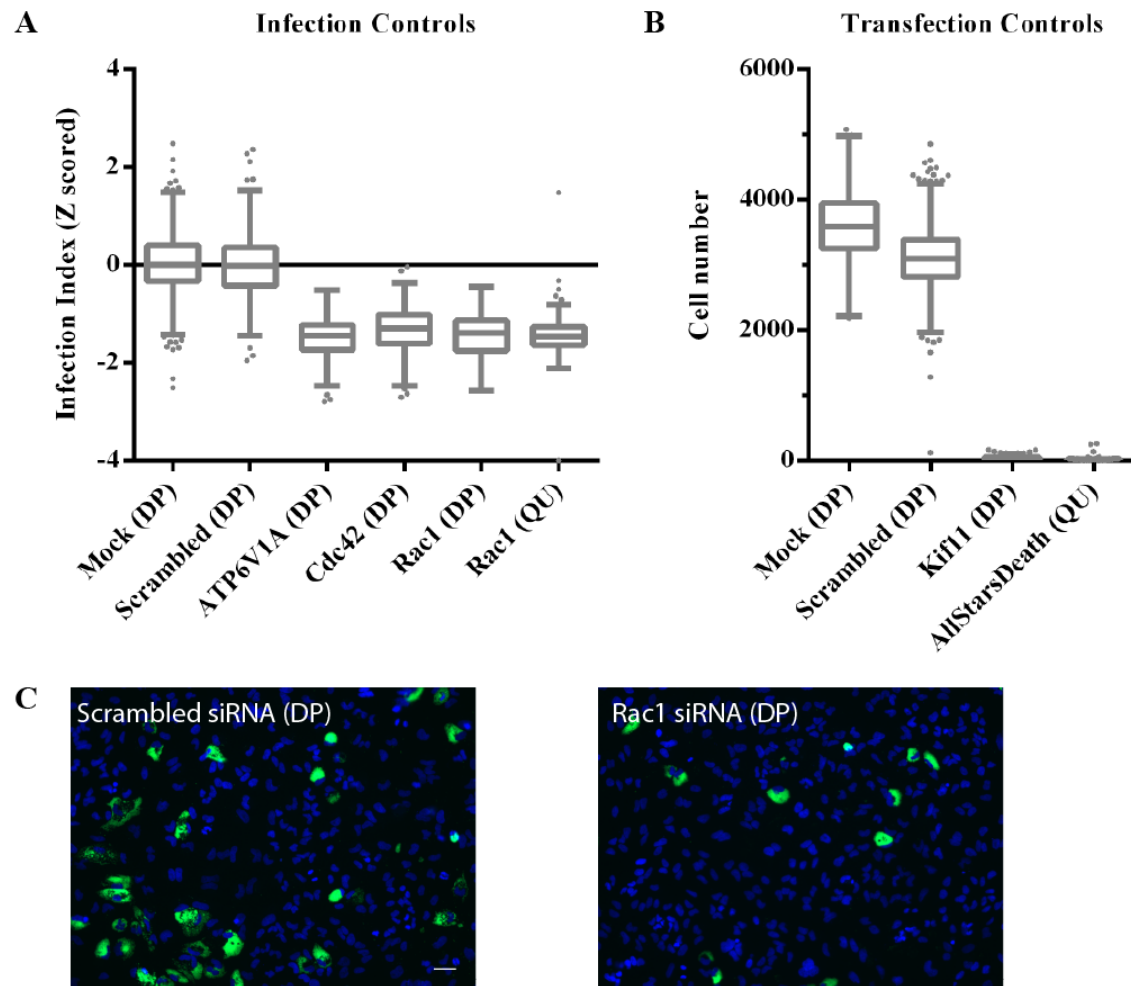 A
Infection Controls
Infection Index (Z scored)
4
2
0
-2
-4
Mock (DP)
Scrambled (DP)
ATP6V1A (DP)
Cdc42 (DP)
Rac1 (DP)
Rac1 (QU)
B
Transfection Controls
Cell number
6000
4000
2000
0
Mock (DP)
Scrambled (DP)
Kif11 (DP)
AllStarsDeath (QU)
C
Scrambled siRNA (DP)
Rac1 siRNA (DP)